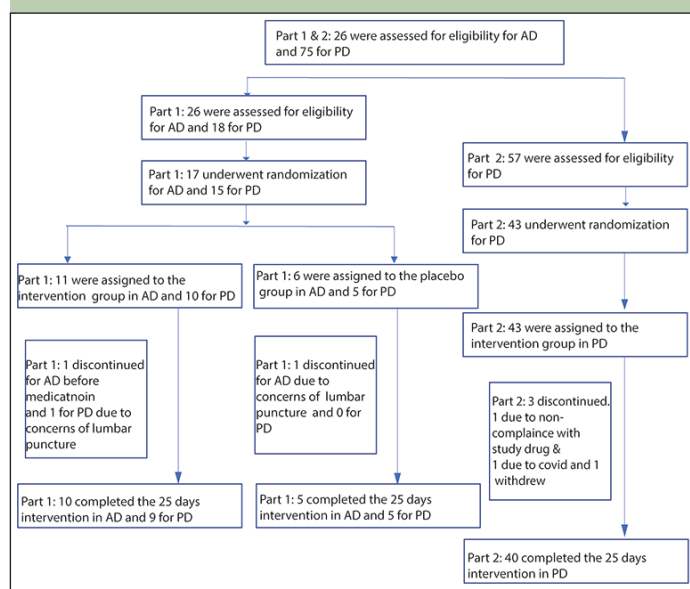 Part 1 & 2: 26 were assessed for eligibility for AD
and 75 for PD
Part 1: 26 were assessed for eligibility
for AD and 18 for PD
Part 2: 57 were assessed for eligibility
for PD
Part 1: 17 underwent randomization
for AD and 15 for PD
Part 2: 43 underwent randomization
for PD
Part 1: 11 were assigned to the
intervention group in AD and 10 for PD
Part 1: 6 were assigned to the placebo
group in AD and 5 for PD
Part 2: 43 were assigned to the
intervention group in PD
Part 1: 1 discontinued
for AD before
medicatnoin
and 1 for PD due to
concerns of lumbar
puncture
Part 1: 1 discontinued
for AD due to
concerns of lumbar
puncture and 0 for
PD
Part 2: 3 discontinued.
1 due to non-
complaince with
study drug &
1 due to covid and 1
withdrew
Part 1: 10 completed the 25 days
intervention in AD and 9 for PD
Part 1: 5 completed the 25 days
intervention in AD and 5 for PD
Part 2: 40 completed the 25 days
intervention in PD